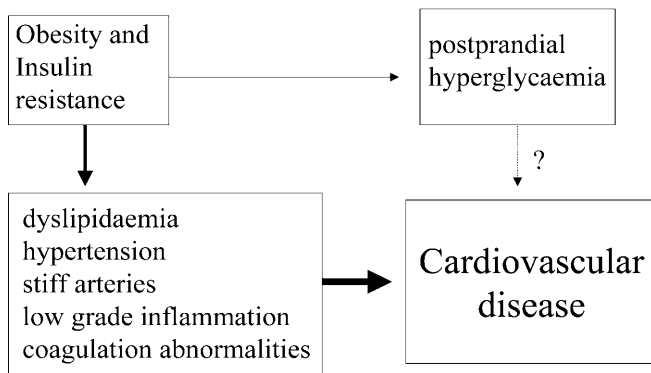 Obesity and
Insulin
resistance
postprandial
hyperglycaemia
?
dyslipidaemia
hypertension
stiff arteries
low grade inflammation
coagulation abnormalities
Cardiovascular
disease